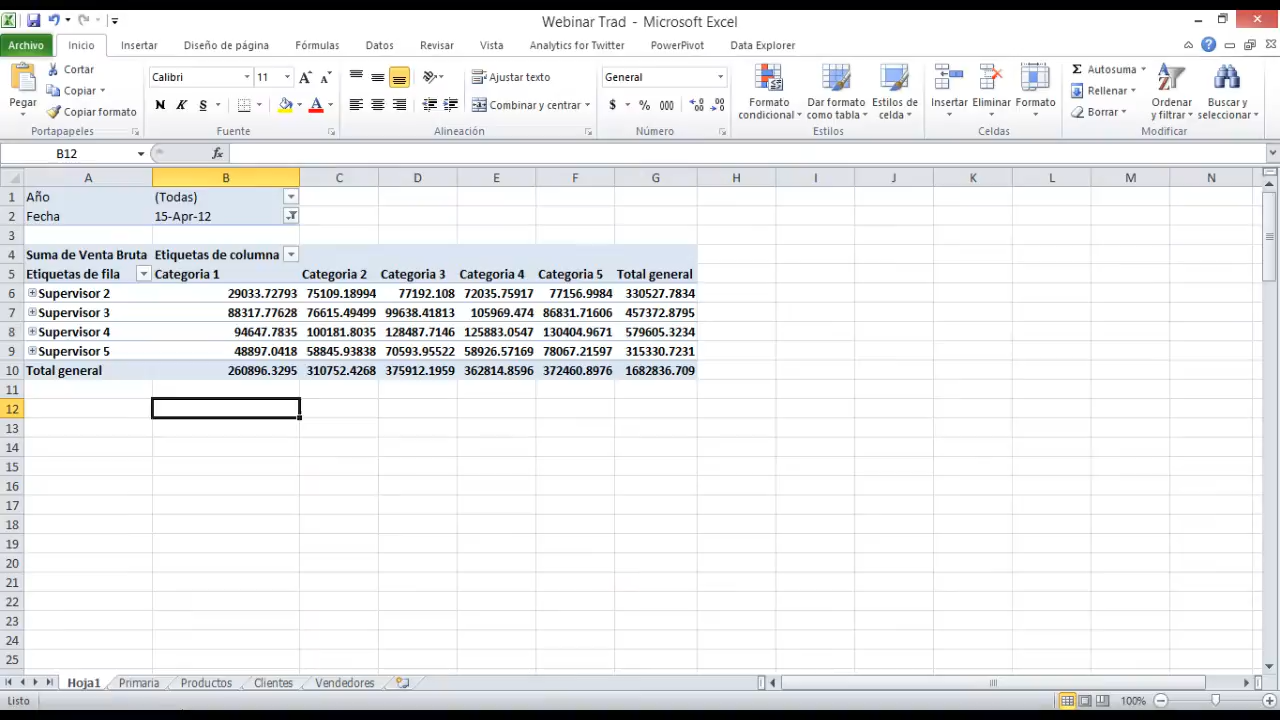 Webinar Trad - Microsoft Excel
Archivo Inicio Insertar Diseño de página Fórmulas Datos Revisar Vista Analytics for Twitter PowerPivot Data Explorer
Pegar
Cortar
Copiar
Copiar formato
Portapapeles
Calibri 11
N K S
Fuente
Ajustar texto
Combinar y centrar
Alineación
General
$ % 000
Número
Formato condicional
Dar formato como tabla
Estilos de celda
Estilos
Insertar Eliminar Formato
Celdas
Σ Autosuma
Rellenar
Borrar
Ordenar y filtrar
Buscar y seleccionar
Modificar
B12 fx
A B C D E F G H I J K L M N
1 Año (Todas)
2 Fecha 15-Apr-12
3
4 Suma de Venta Bruta Etiquetas de columna
5 Etiquetas de fila Categoria 1 Categoria 2 Categoria 3 Categoria 4 Categoria 5 Total general
6 Supervisor 2 29033.72793 75109.18994 77192.108 72035.75917 77156.9984 330527.7834
7 Supervisor 3 88317.77628 76615.49499 99638.41813 105969.474 86831.71606 457372.8795
8 Supervisor 4 94647.7835 100181.8035 128487.7146 125883.0547 130404.9671 579605.3234
9 Supervisor 5 48897.0418 58845.93838 70593.95522 58926.57169 78067.21597 315330.7231
10 Total general 260896.3295 310752.4268 375912.1959 362814.8596 372460.8976 1682836.709
11
12
13
14
15
16
17
18
19
20
21
22
23
24
25
Hoja1 Primaria Productos Clientes Vendedores
Listo 100%